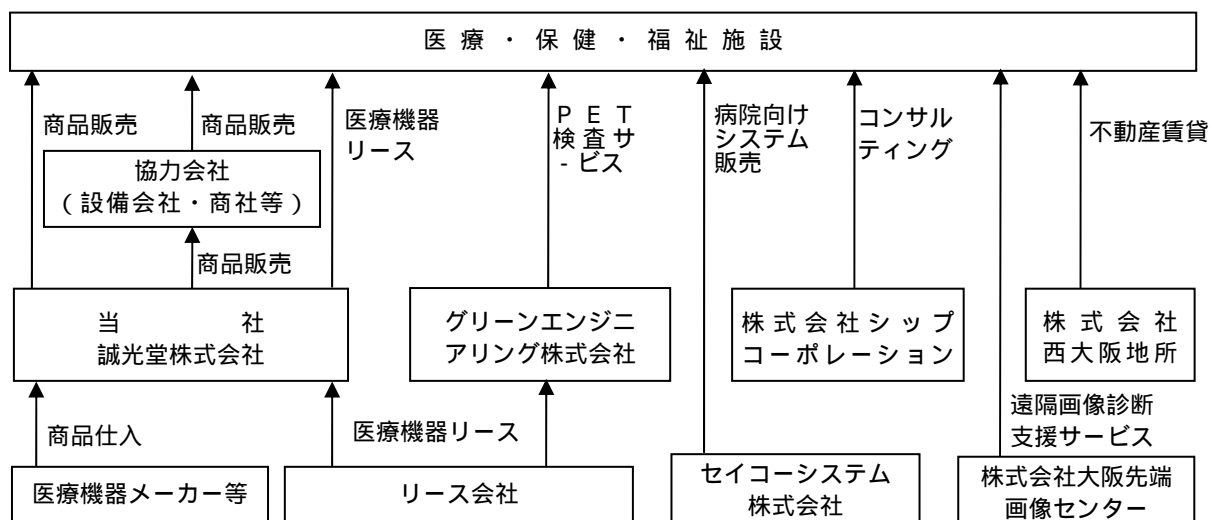 医療・保健・福祉施設
商品販売
商品販売
医療機器
リース
ＰＥＴ
検査サ
-ビス
病院向け
システム
販売
コンサル
ティング
不動産賃貸
協力会社
（設備会社・商社等）
商品販売
当社
誠光堂株式会社
グリーンエンジニ
アリング株式会社
株式会社シップ
コーポレーション
株式会社
西大阪地所
商品仕入
医療機器リース
遠隔画像診断
支援サービス
医療機器メーカー等
リース会社
セイコーシステム
株式会社
株式会社大阪先端
画像センター